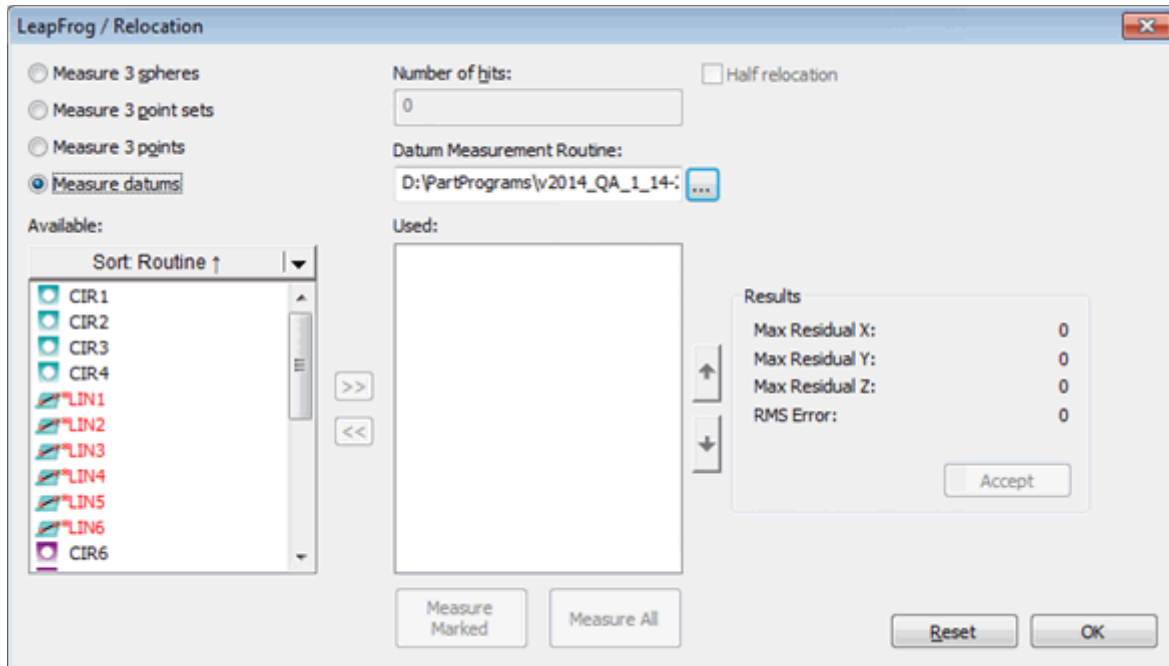 LeapFrog / Relocation
Measure 3 spheres
Measure 3 point sets
Measure 3 points
Measure datums
Number of hits:
0
Half relocation
Datum Measurement Routine:
D:\PartPrograms\v2014_QA_1_14-2
...
Available:
Sort: Routine ↑
CIR1
CIR2
CIR3
CIR4
*LIN1
*LIN2
*LIN3
*LIN4
*LIN5
*LIN6
CIR6
>>
<<
Used:
Measure
Marked
Measure All
Results
Max Residual X: 0
Max Residual Y: 0
Max Residual Z: 0
RMS Error: 0
Accept
Reset
OK